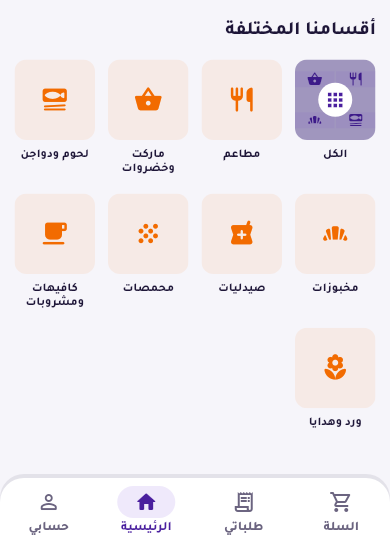 أقسامنا المختلفة
الكل
مطاعم
ماركت
وخضروات
لحوم ودواجن
مخبوزات
صيدليات
محمصات
كافيهات
ومشروبات
ورد وهدايا
السلة
طلباتي
الرئيسية
حسابي